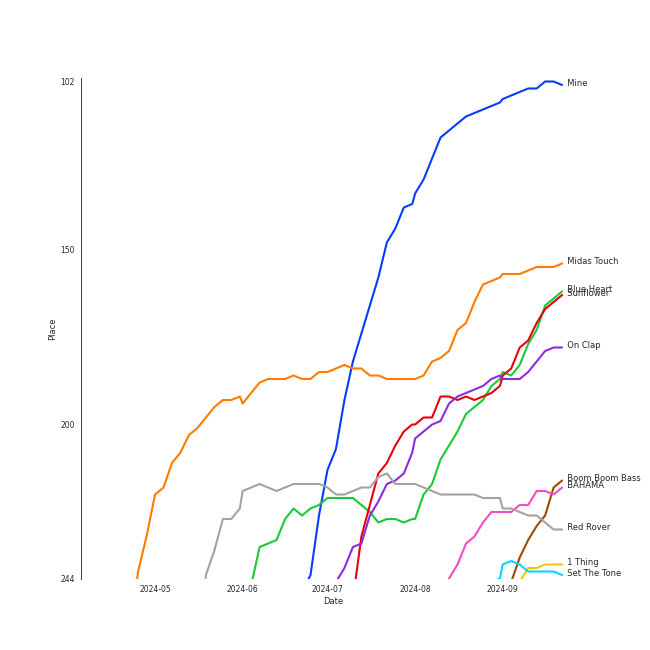 102
Mine
150
Midas Touch
Blue Heart
Sunflower
On Clap
200
Boom Boom Bass
BAHAMA
Red Rover
1 Thing
Set The Tone
244
2024-05
2024-06
2024-07
2024-08
2024-09
Date
Place